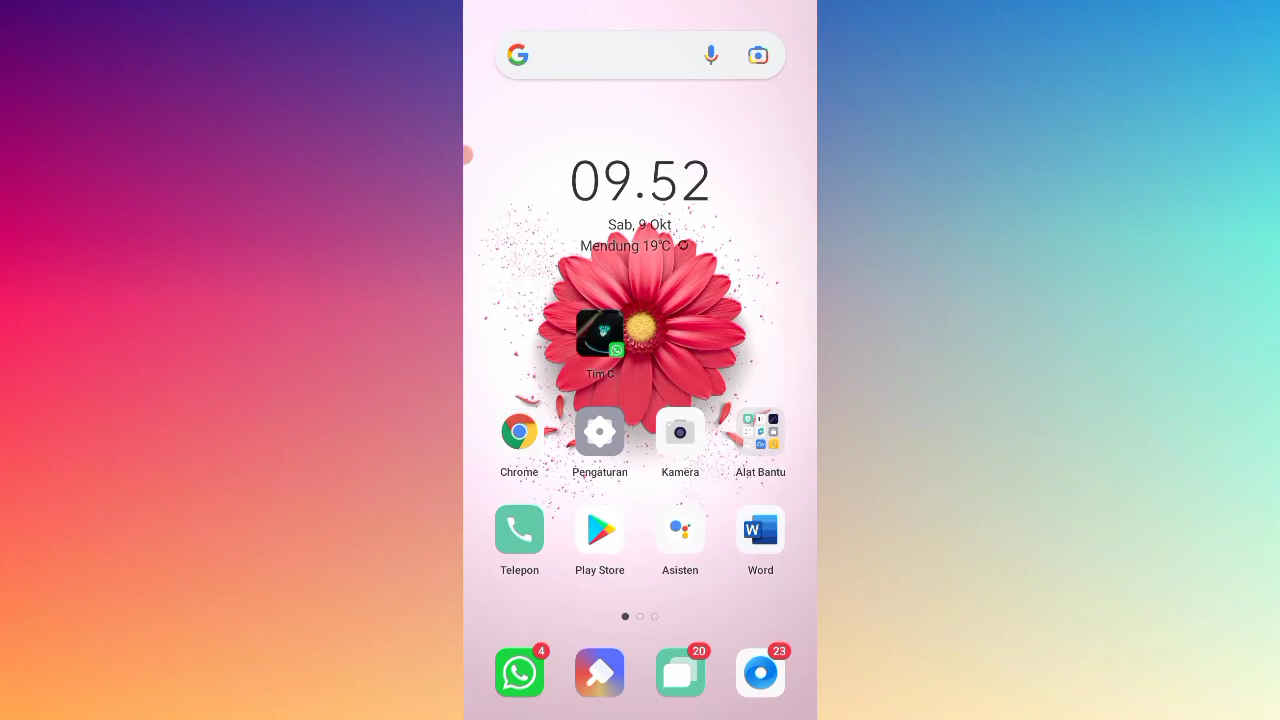 09.52
Sab, 9 Okt
Mendung 19°C
Tim C
Chrome
Pengaturan
Kamera
Alat Bantu
Telepon
Play Store
Asisten
W
Word
4
20
23